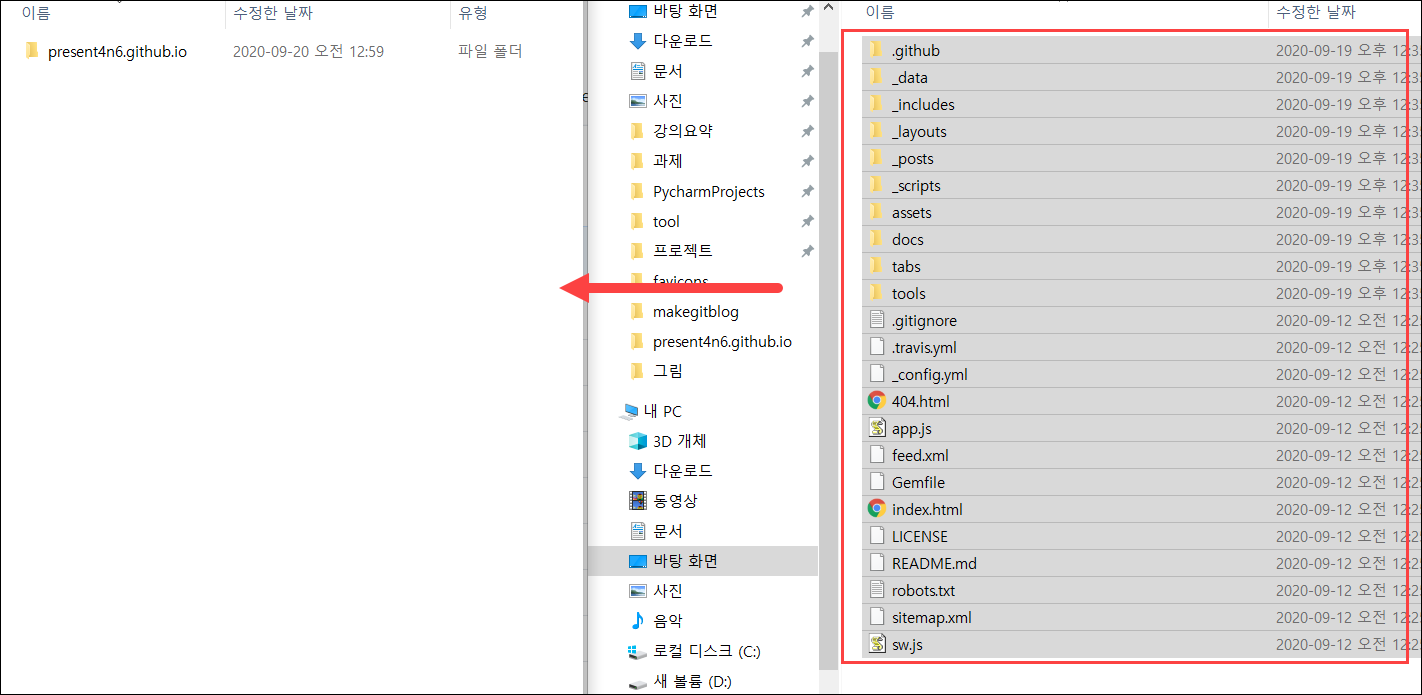 이름 수정한 날짜 유형
present4n6.github.io 2020-09-20 오전 12:59 파일 폴더
바탕 화면
다운로드
문서
사진
강의요약
과제
PycharmProjects
tool
프로젝트
favicons
makegitblog
present4n6.github.io
그림
내 PC
3D 개체
다운로드
동영상
문서
바탕 화면
사진
음악
로컬 디스크 (C:)
새 볼륨 (D:)
이름 수정한 날짜
.github 2020-09-19 오후 12:3
_data 2020-09-19 오후 12:3
_includes 2020-09-19 오후 12:3
_layouts 2020-09-19 오후 12:3
_posts 2020-09-19 오후 12:3
_scripts 2020-09-19 오후 12:3
assets 2020-09-19 오후 12:3
docs 2020-09-19 오후 12:3
tabs 2020-09-19 오후 12:3
tools 2020-09-19 오후 12:3
.gitignore 2020-09-12 오전 12:2
.travis.yml 2020-09-12 오전 12:2
_config.yml 2020-09-12 오전 12:2
404.html 2020-09-12 오전 12:2
app.js 2020-09-12 오전 12:2
feed.xml 2020-09-12 오전 12:2
Gemfile 2020-09-12 오전 12:2
index.html 2020-09-12 오전 12:2
LICENSE 2020-09-12 오전 12:2
README.md 2020-09-12 오전 12:2
robots.txt 2020-09-12 오전 12:2
sitemap.xml 2020-09-12 오전 12:2
sw.js 2020-09-12 오전 12:2